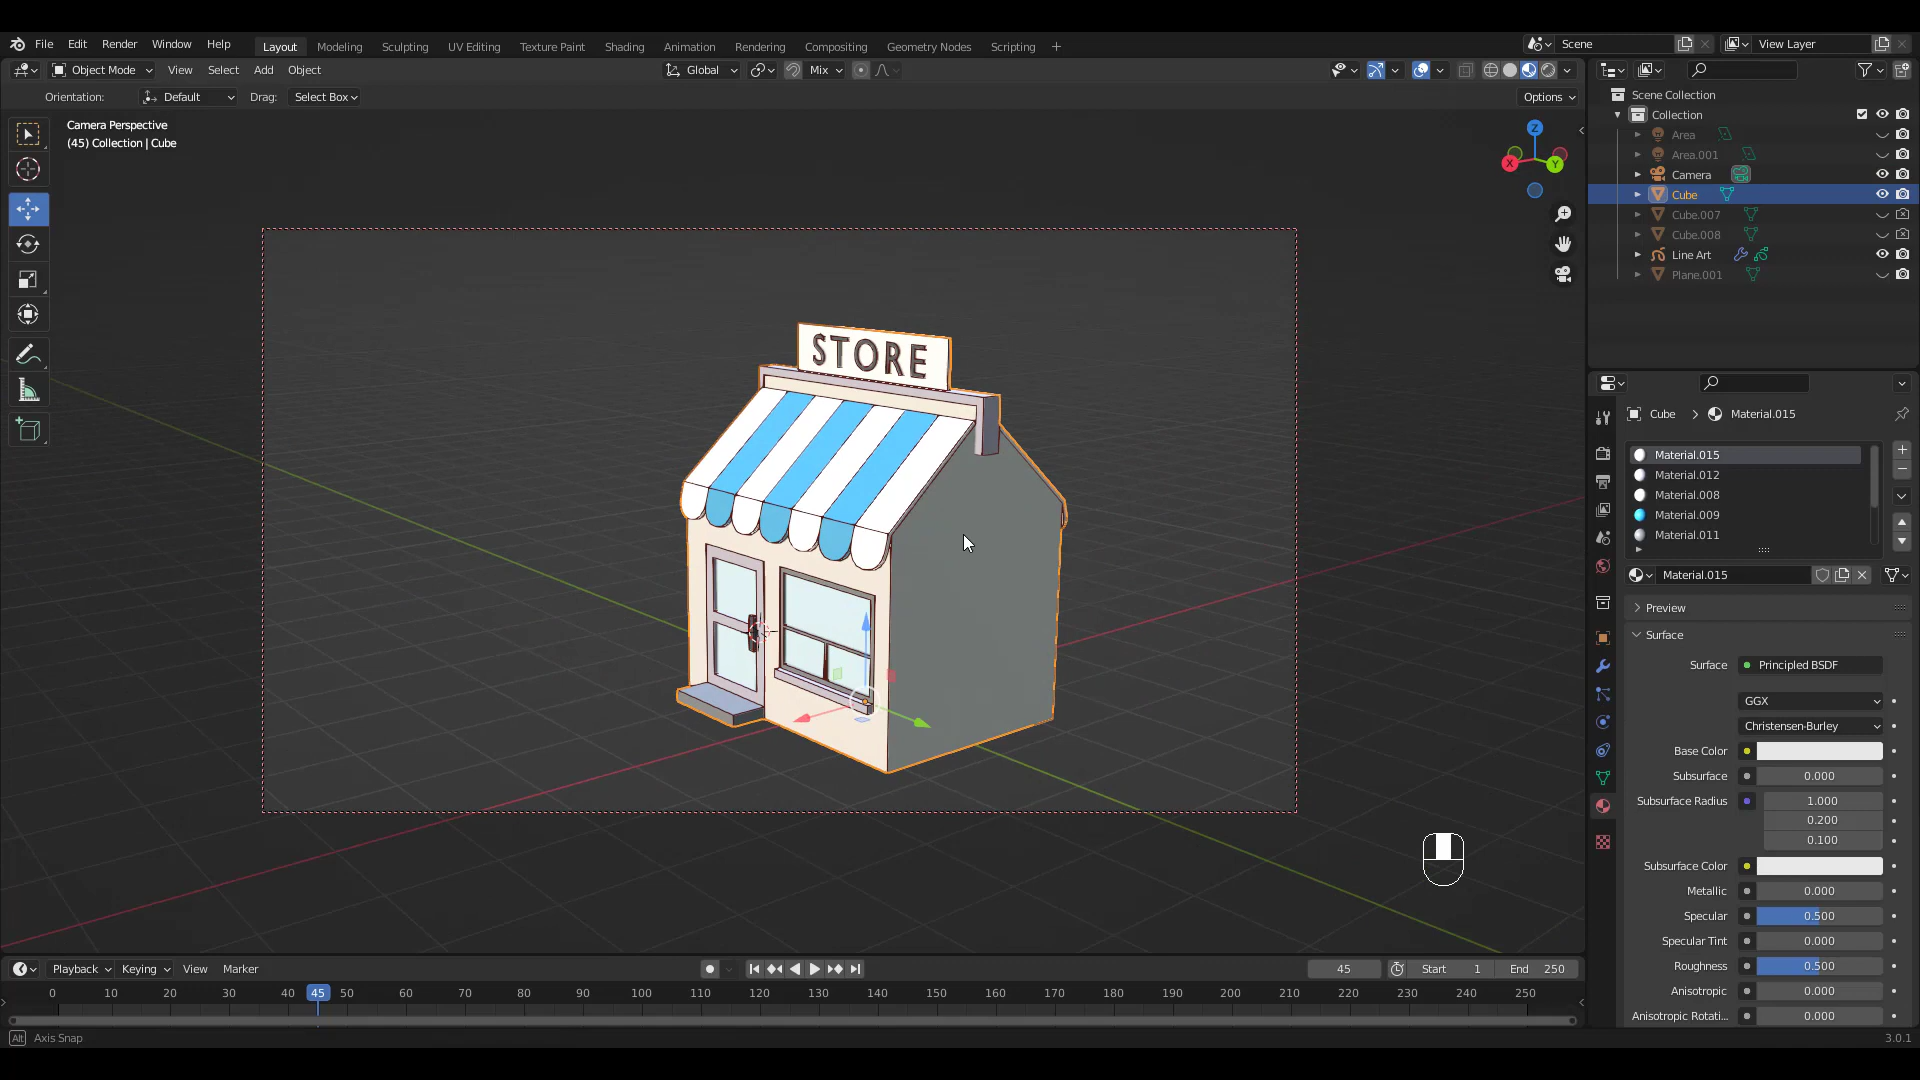 File Edit Render Window Help Layout Modeling Sculpting UV Editing Texture Paint Shading Animation Rendering Compositing Geometry Nodes Scripting + Scene View Layer
Object Mode View Select Add Object Global Mix
Orientation: Default Drag: Select Box Options
Camera Perspective
(45) Collection | Cube
Z
X
Y
STORE
Scene Collection
Collection
Area
Area.001
Camera
Cube
Cube.007
Cube.008
Line Art
Plane.001
Cube > Material.015
Material.015
Material.012
Material.008
Material.009
Material.011
Material.015
Preview
Surface
Surface Principled BSDF
GGX
Christensen-Burley
Base Color
Subsurface 0.000
Subsurface Radius 1.000
0.200
0.100
Subsurface Color
Metallic 0.000
Specular 0.500
Specular Tint 0.000
Roughness 0.500
Anisotropic 0.000
Anisotropic Rotati... 0.000
Playback Keying View Marker 45 Start 1 End 250
0 10 20 30 40 45 50 60 70 80 90 100 110 120 130 140 150 160 170 180 190 200 210 220 230 240 250
Alt Axis Snap 3.0.1